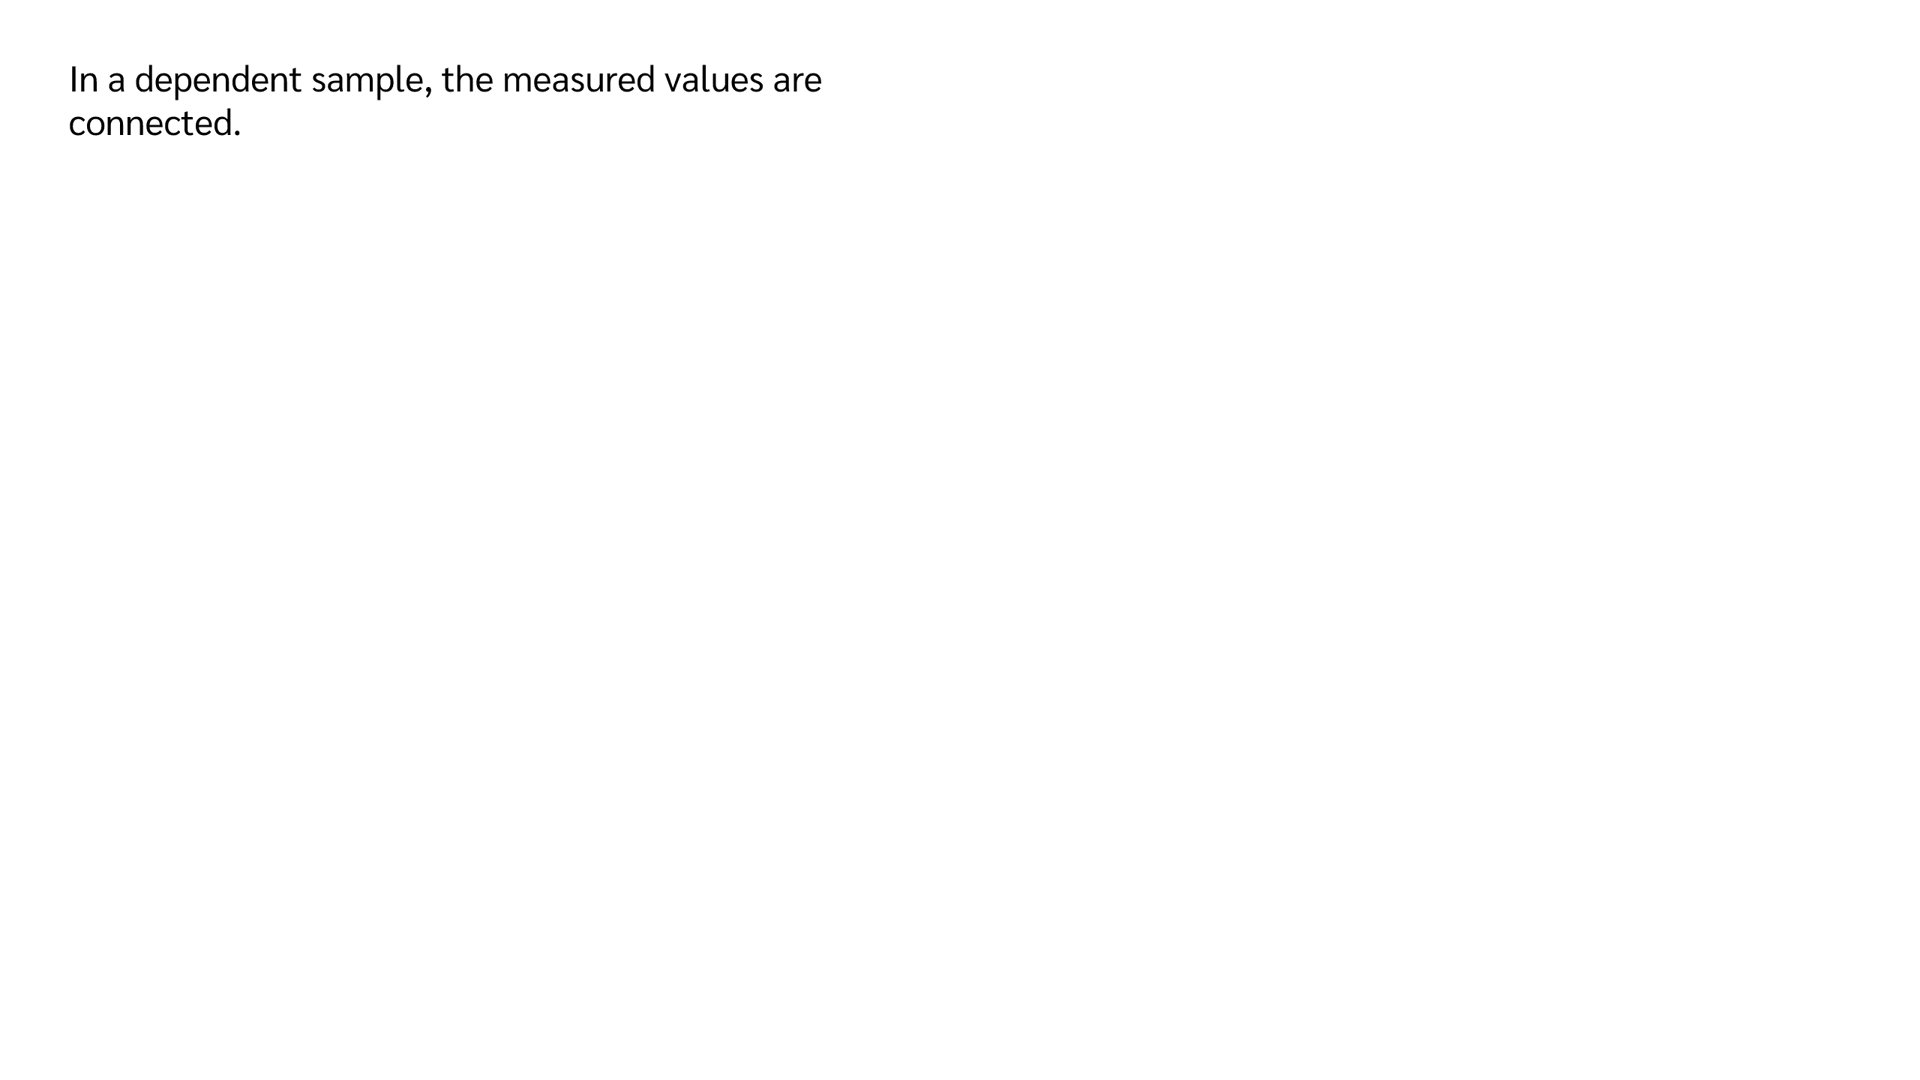 In a dependent sample, the measured values are
connected.